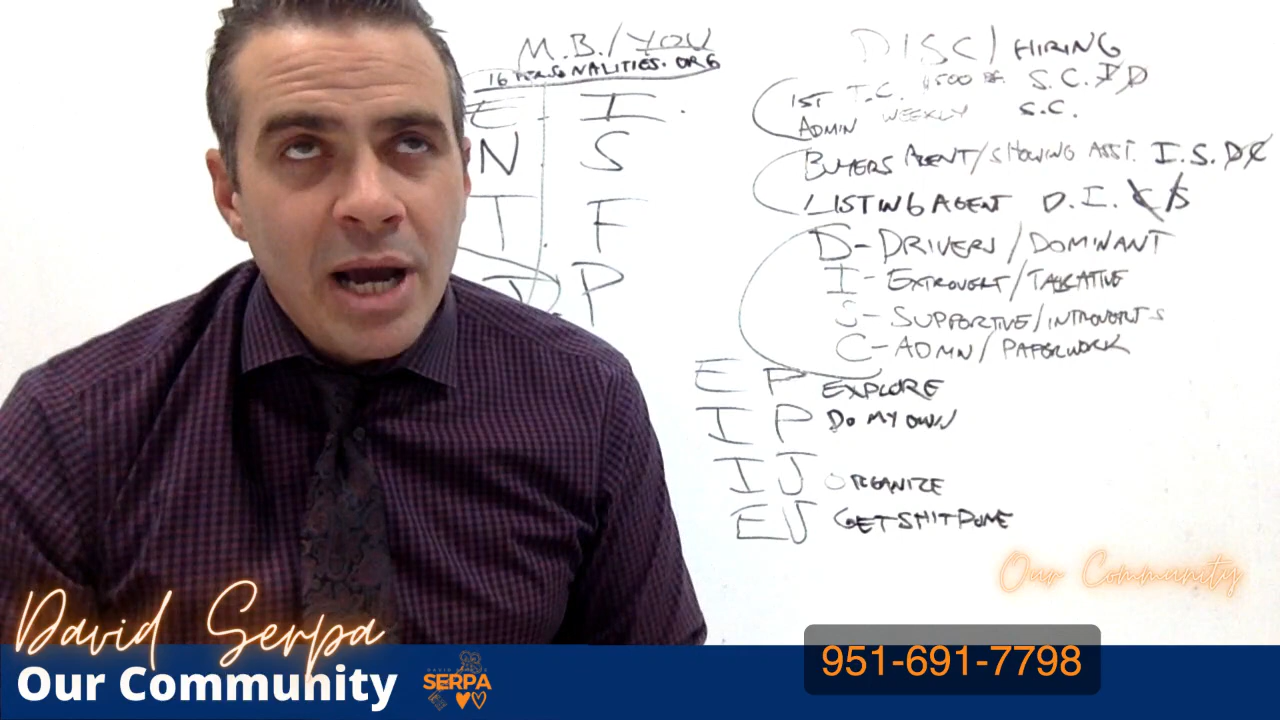 M.B./YOU
16 PERSONALITIES.ORG
E I
N S
T F
J P
DISC/HIRING
1ST T.C. S.C. I D
ADMIN WEEKLY S.C.
BUYERS AGENT/SHOWING ASST. I.S. D C
LISTING AGENT D.I. C S
D-DRIVERS/DOMINANT
I-EXTROVERT/TALKATIVE
S-SUPPORTIVE/INTROVERTS
C-ADMN/PAPERWORK
E P EXPLORE
I P DO MY OWN
I J ORGANIZE
E J GET SHIT DONE
Our Community
David Serpa
Our Community
SERPA
951-691-7798